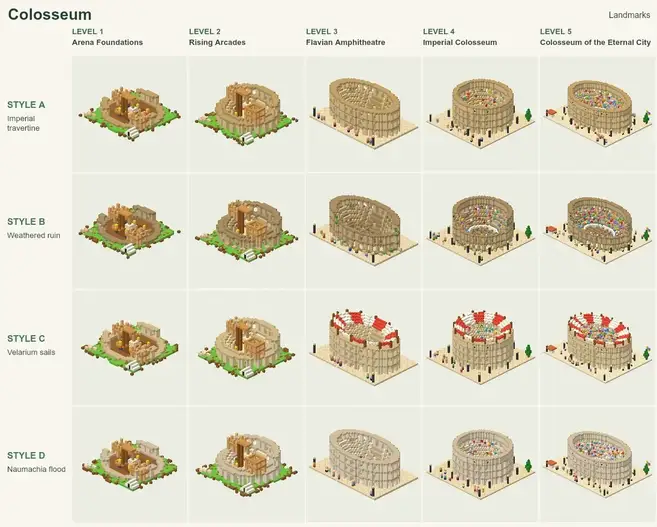 Colosseum
Landmarks
LEVEL 1
Arena Foundations
LEVEL 2
Rising Arcades
LEVEL 3
Flavian Amphitheatre
LEVEL 4
Imperial Colosseum
LEVEL 5
Colosseum of the Eternal City
STYLE A
Imperial
travertine
STYLE B
Weathered ruin
STYLE C
Velarium sails
STYLE D
Naumachia flood